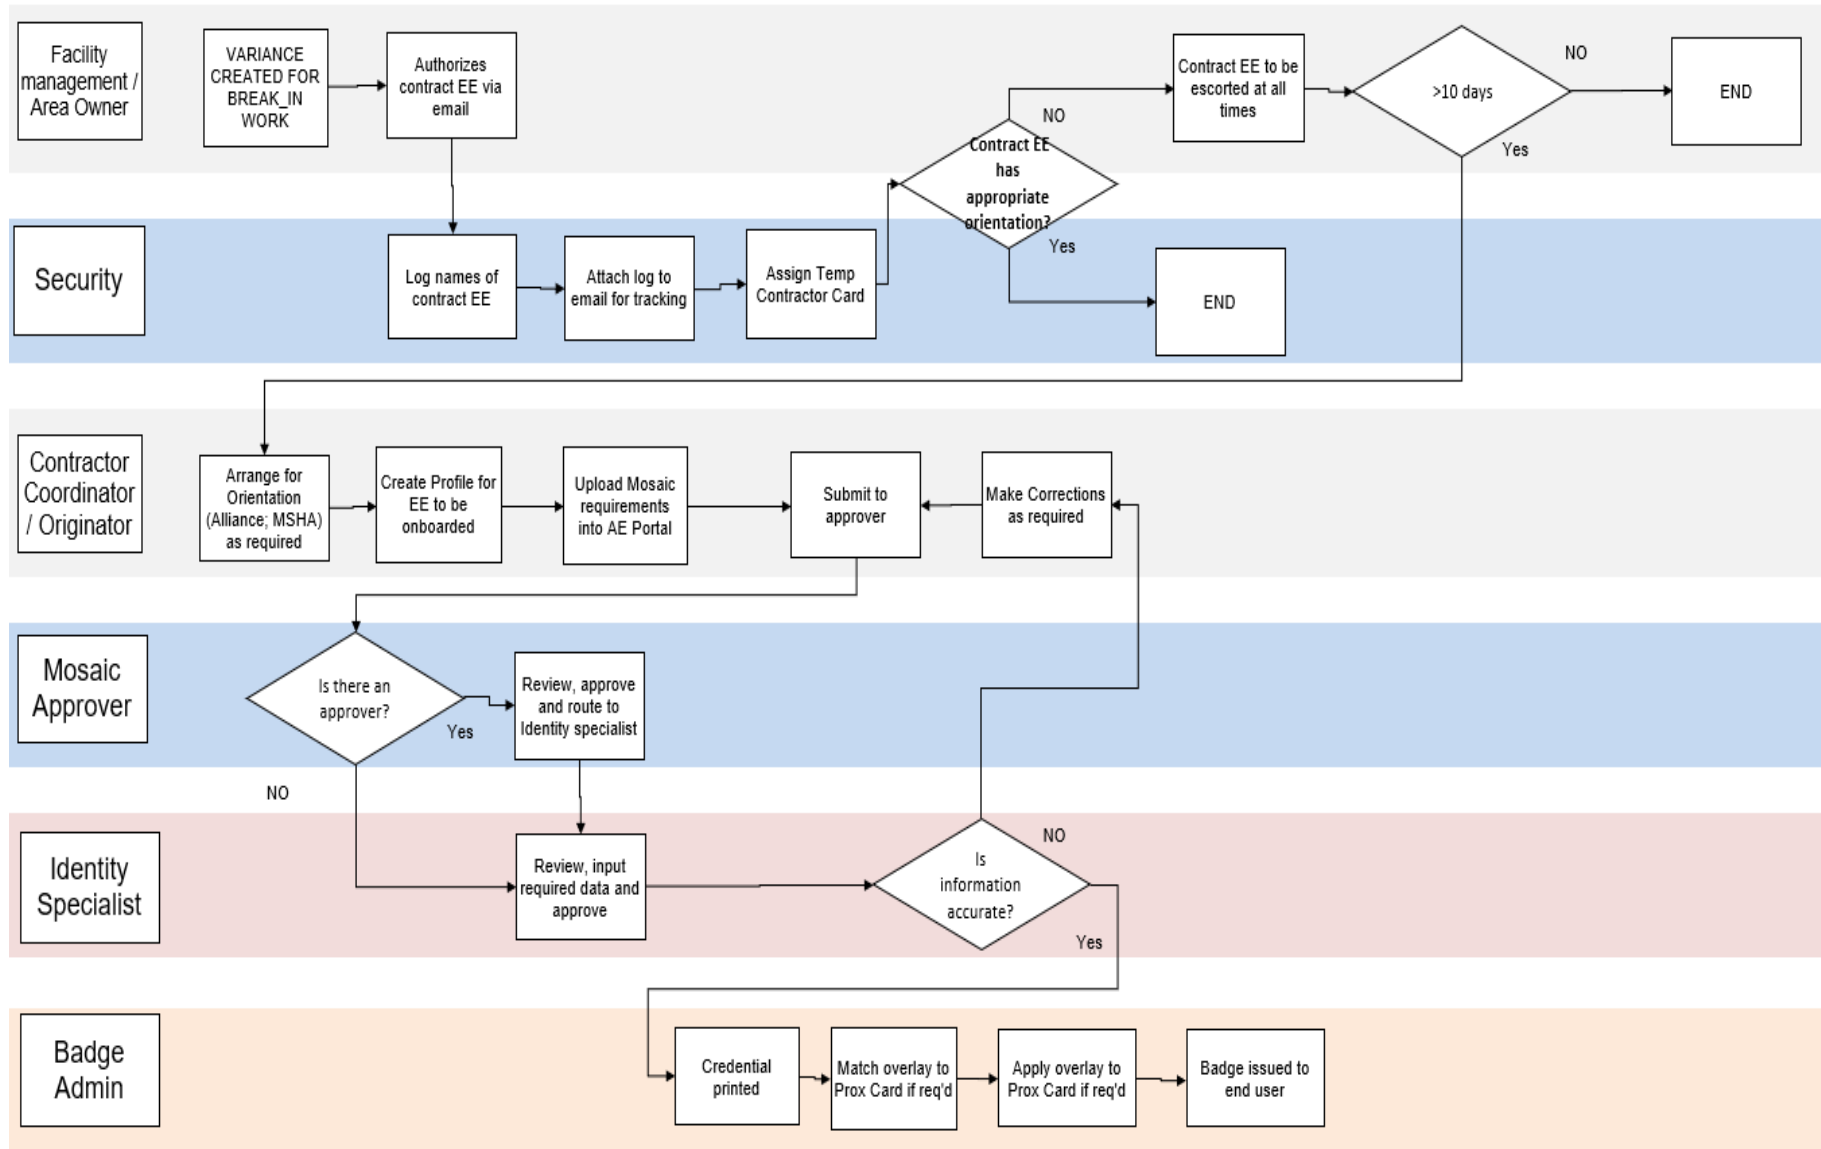 Facility
management /
Area Owner
VARIANCE
CREATED FOR
BREAK_IN
WORK
Authorizes
contract EE via
email
Contract EE
has
appropriate
orientation?
NO
Yes
Contract EE to be
escorted at all
times
>10 days
NO
Yes
END
Security
Log names of
contract EE
Attach log to
email for tracking
Assign Temp
Contractor Card
END
Contractor
Coordinator
/ Originator
Arrange for
Orientation
(Alliance; MSHA)
as required
Create Profile for
EE to be
onboarded
Upload Mosaic
requirements
into AE Portal
Submit to
approver
Make Corrections
as required
Mosaic
Approver
Is there an
approver?
Yes
NO
Review, approve
and route to
Identity specialist
Identity
Specialist
Review, input
required data and
approve
Is
information
accurate?
NO
Yes
Badge
Admin
Credential
printed
Match overlay to
Prox Card if req'd
Apply overlay to
Prox Card if req'd
Badge issued to
end user